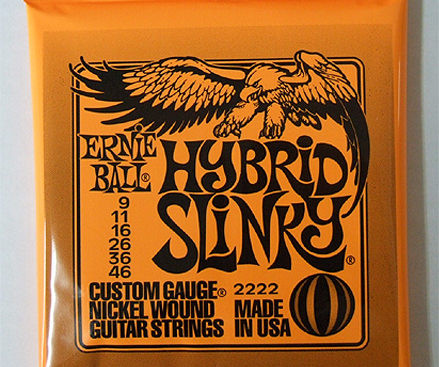 ERNIE
BALL®
HYBRID
SLINKY®
9
11
16
26
36
46
CUSTOM GAUGE® 2222
NICKEL WOUND MADE
GUITAR STRINGS IN USA